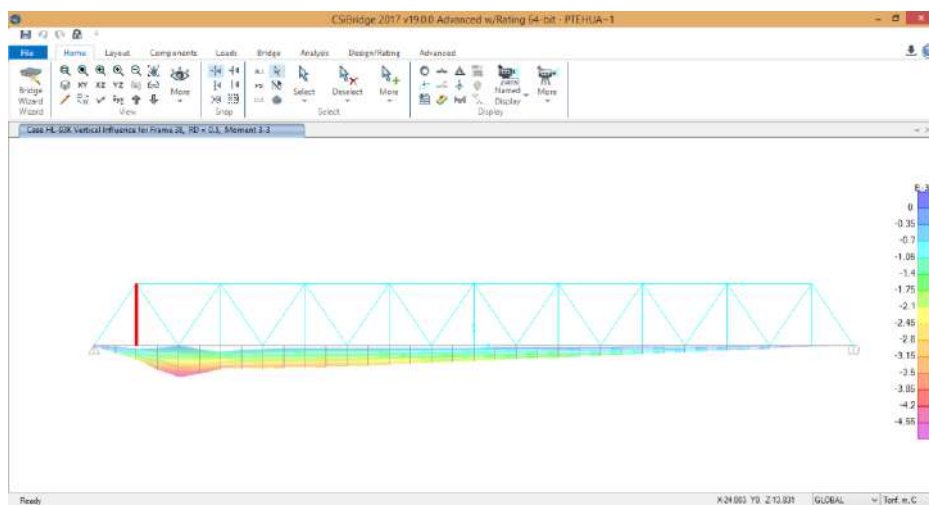 CSiBridge 2017 v19.0.0 Advanced w/Rating 64-bit - PTEHUA~1
File Home Layout Components Loads Bridge Analysis Design/Rating Advanced
XY XZ YZ
Bridge Wizard
More
Select
Deselect
More
Named Display
More
Wizard View Snap Select Display
Case HL-93K Vertical Influence for Frame 38, RD = 0.5, Moment 3-3
E-3
0
-0.35
-0.7
-1.05
-1.4
-1.75
-2.1
-2.45
-2.8
-3.15
-3.5
-3.85
-4.2
-4.55
Ready
GLOBAL
Tonf, m, C